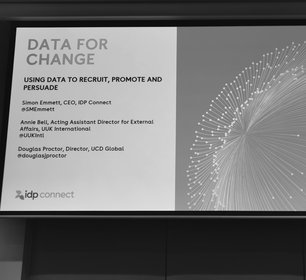 DATA FOR
CHANGE
USING DATA TO RECRUIT, PROMOTE AND
PERSUADE
Simon Emmett, CEO, IDP Connect
@SMEmmett
Annie Bell, Acting Assistant Director for External
Affairs, UUK International
@UUKIntl
Douglas Proctor, Director, UCD Global
@douglasjproctor
idp connect